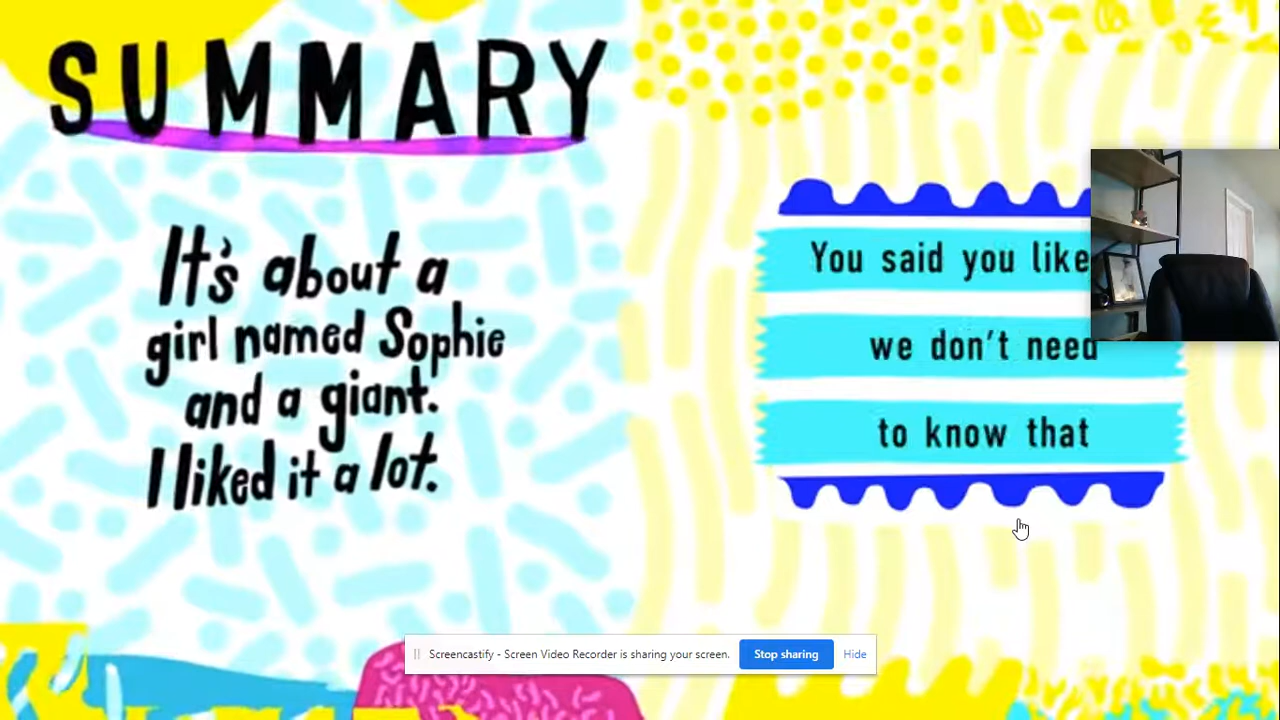 SUMMARY
It's about a
girl named Sophie
and a giant.
I liked it a lot.
You said you like
we don't need
to know that
Screencastify - Screen Video Recorder is sharing your screen. Stop sharing Hide